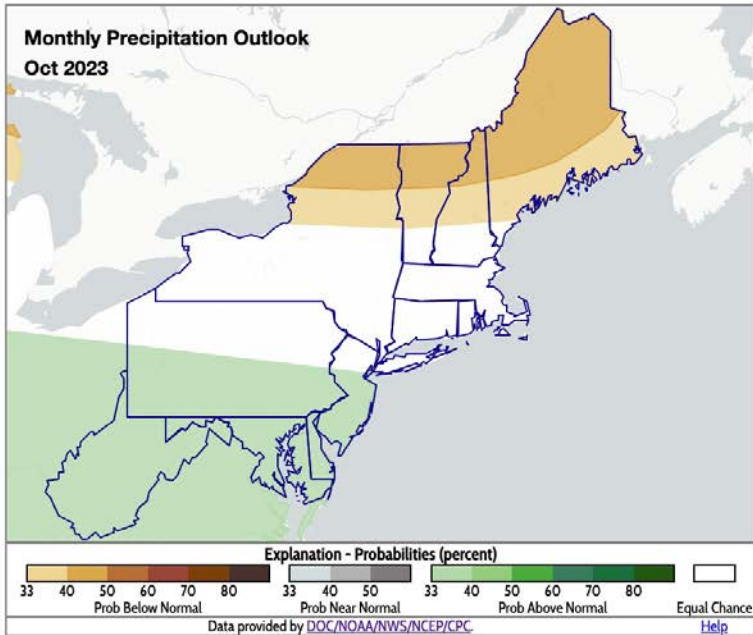 Monthly Precipitation Outlook
Oct 2023
Explanation - Probabilities (percent)
33 40 50 60 70 80 33 40 50 33 40 50 60 70 80
Prob Below Normal Prob Near Normal Prob Above Normal Equal Chance
Data provided by DOC/NOAA/NWS/NCEP/CPC. Help